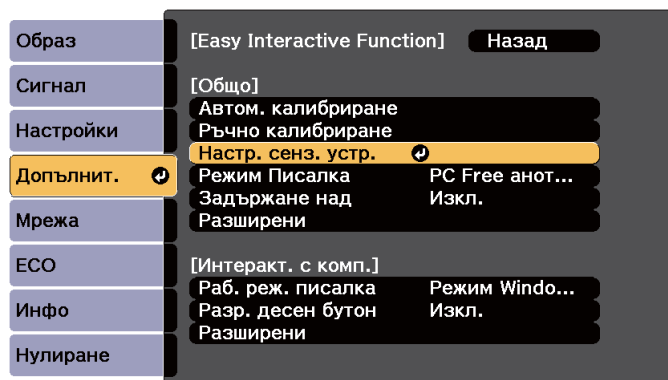 Образ
Сигнал
Настройки
Допълнит.
Мрежа
ECO
Инфо
Нулиране
[Easy Interactive Function] Назад
[Общо]
Автом. калибриране
Ръчно калибриране
Настр. сенз. устр.
Режим Писалка PC Free анот...
Задържане над Изкл.
Разширени
[Интеракт. с комп.]
Раб. реж. писалка Режим Windo...
Разр. десен бутон Изкл.
Разширени